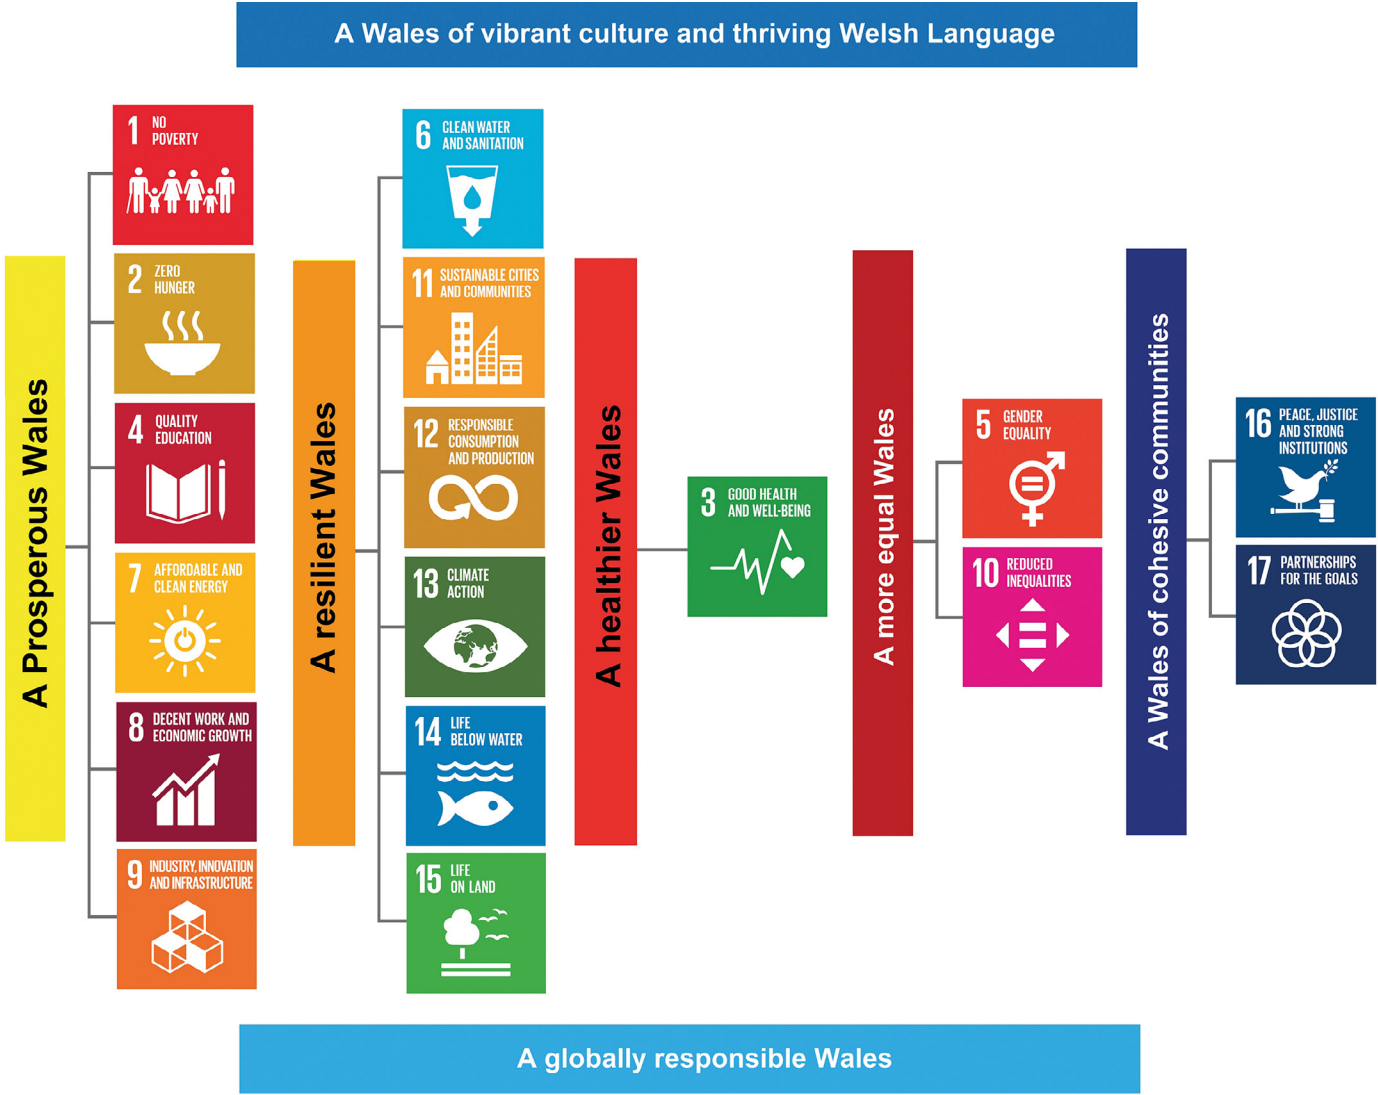 A Wales of vibrant culture and thriving Welsh Language
A Prosperous Wales
1 NO
POVERTY
2 ZERO
HUNGER
4 QUALITY
EDUCATION
7 AFFORDABLE AND
CLEAN ENERGY
8 DECENT WORK AND
ECONOMIC GROWTH
9 INDUSTRY, INNOVATION
AND INFRASTRUCTURE
A resilient Wales
6 CLEAN WATER
AND SANITATION
11 SUSTAINABLE CITIES
AND COMMUNITIES
12 RESPONSIBLE
CONSUMPTION
AND PRODUCTION
13 CLIMATE
ACTION
14 LIFE
BELOW WATER
15 LIFE
ON LAND
A healthier Wales
3 GOOD HEALTH
AND WELL-BEING
A more equal Wales
5 GENDER
EQUALITY
10 REDUCED
INEQUALITIES
A Wales of cohesive communities
16 PEACE, JUSTICE
AND STRONG
INSTITUTIONS
17 PARTNERSHIPS
FOR THE GOALS
A globally responsible Wales